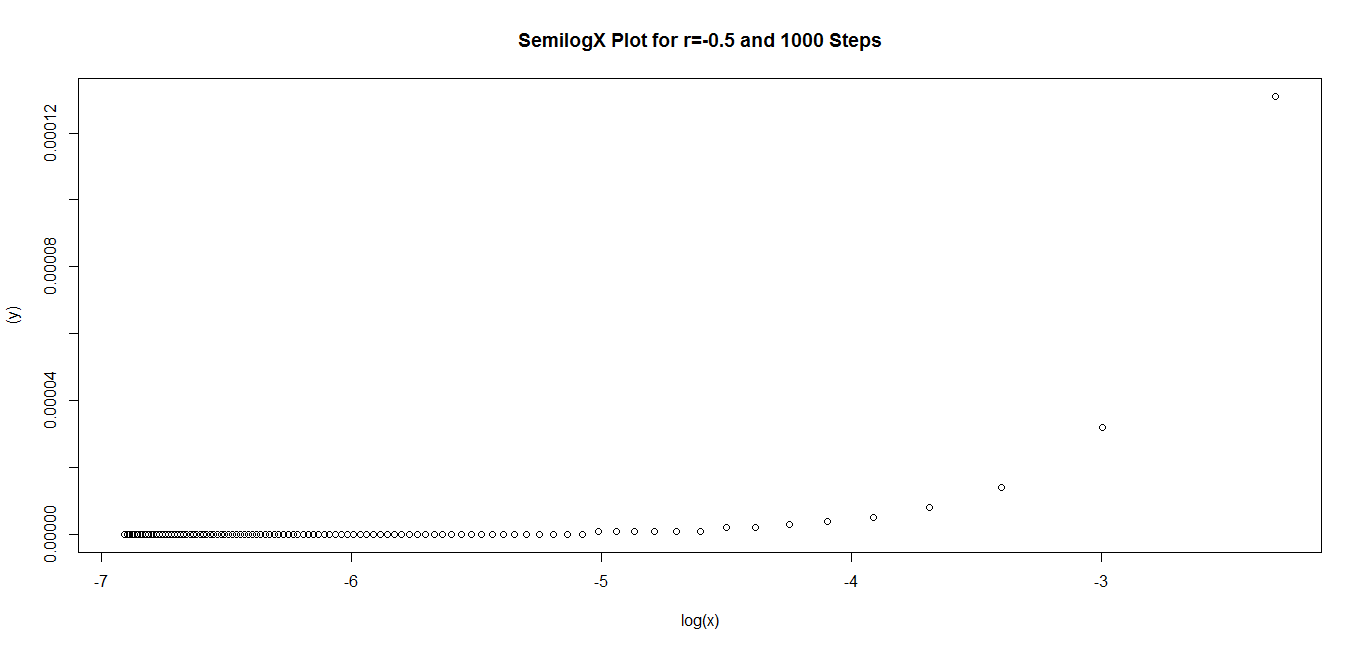 SemilogX Plot for r=-0.5 and 1000 Steps
0.00012
0.00008
0.00004
0.00000
(y)
-7 -6 -5 -4 -3
log(x)